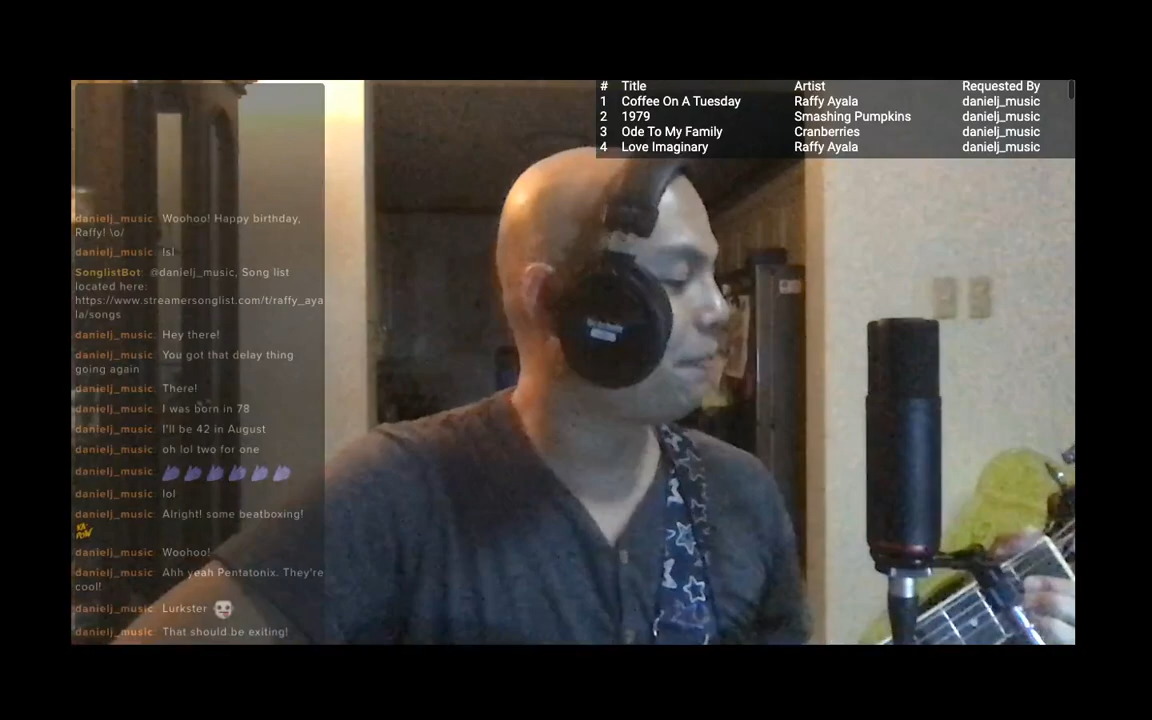 # Title Artist Requested By
1 Coffee On A Tuesday Raffy Ayala danielj_music
2 1979 Smashing Pumpkins danielj_music
3 Ode To My Family Cranberries danielj_music
4 Love Imaginary Raffy Ayala danielj_music
danielj_music: Woohoo! Happy birthday,
Raffy! \o/
danielj_music: !sl
SonglistBot: @danielj_music, Song list
located here:
https://www.streamersonglist.com/t/raffy_aya
la/songs
danielj_music: Hey there!
danielj_music: You got that delay thing
going again
danielj_music: There!
danielj_music: I was born in 78
danielj_music: I'll be 42 in August
danielj_music: oh lol two for one
danielj_music:
danielj_music: lol
danielj_music: Alright! some beatboxing!
danielj_music: Woohoo!
danielj_music: Ahh yeah Pentatonix. They're
cool!
danielj_music: Lurkster
danielj_music: That should be exiting!